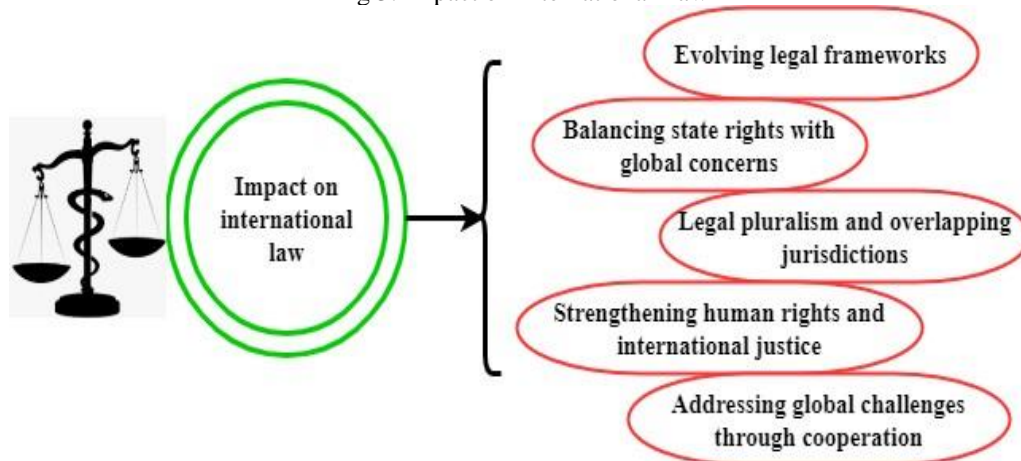 Impact on
international
law
Evolving legal frameworks
Balancing state rights with
global concerns
Legal pluralism and overlapping
jurisdictions
Strengthening human rights and
international justice
Addressing global challenges
through cooperation